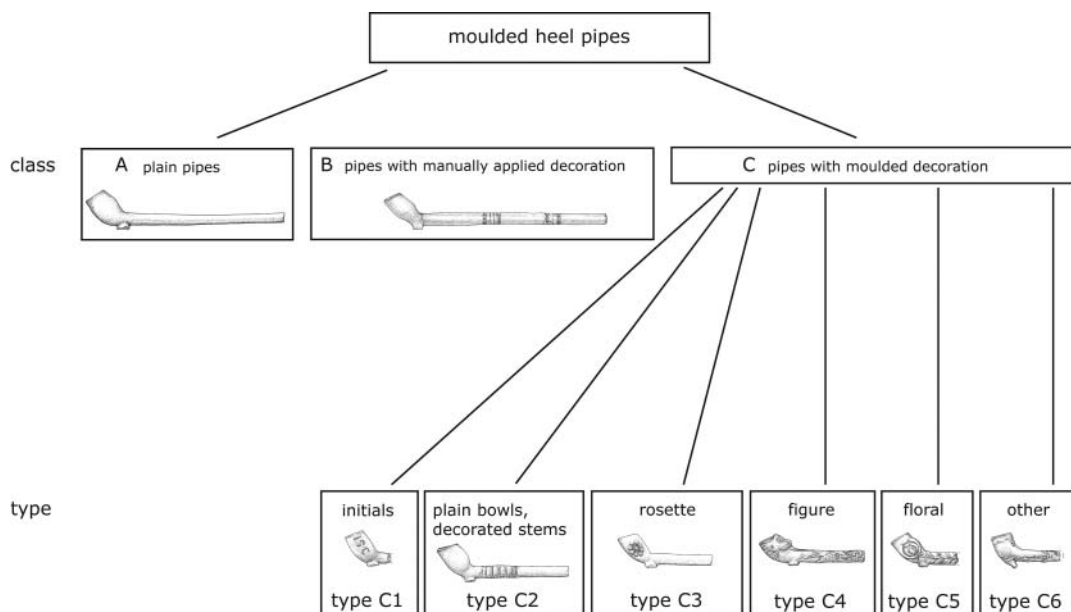 moulded heel pipes
class
A plain pipes
B pipes with manually applied decoration
C pipes with moulded decoration
type
initials
ISC
type C1
plain bowls,
decorated stems
type C2
rosette
type C3
figure
type C4
floral
type C5
other
type C6